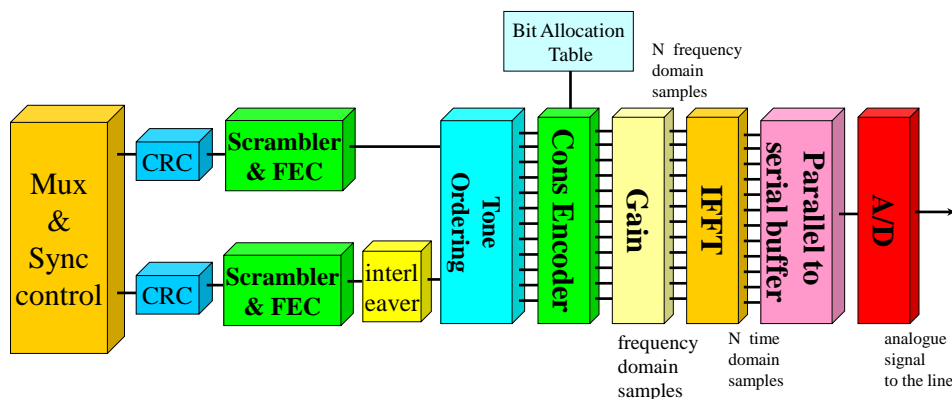 Bit Allocation
Table
N frequency
domain
samples
Mux
&
Sync
control
CRC
Scrambler
& FEC
CRC
Scrambler
& FEC
interl
eaver
Tone
Ordering
Cons Encoder
Gain
IFFT
Parallel to
serial buffer
A/D
frequency
domain
samples
N time
domain
samples
analogue
signal
to the line